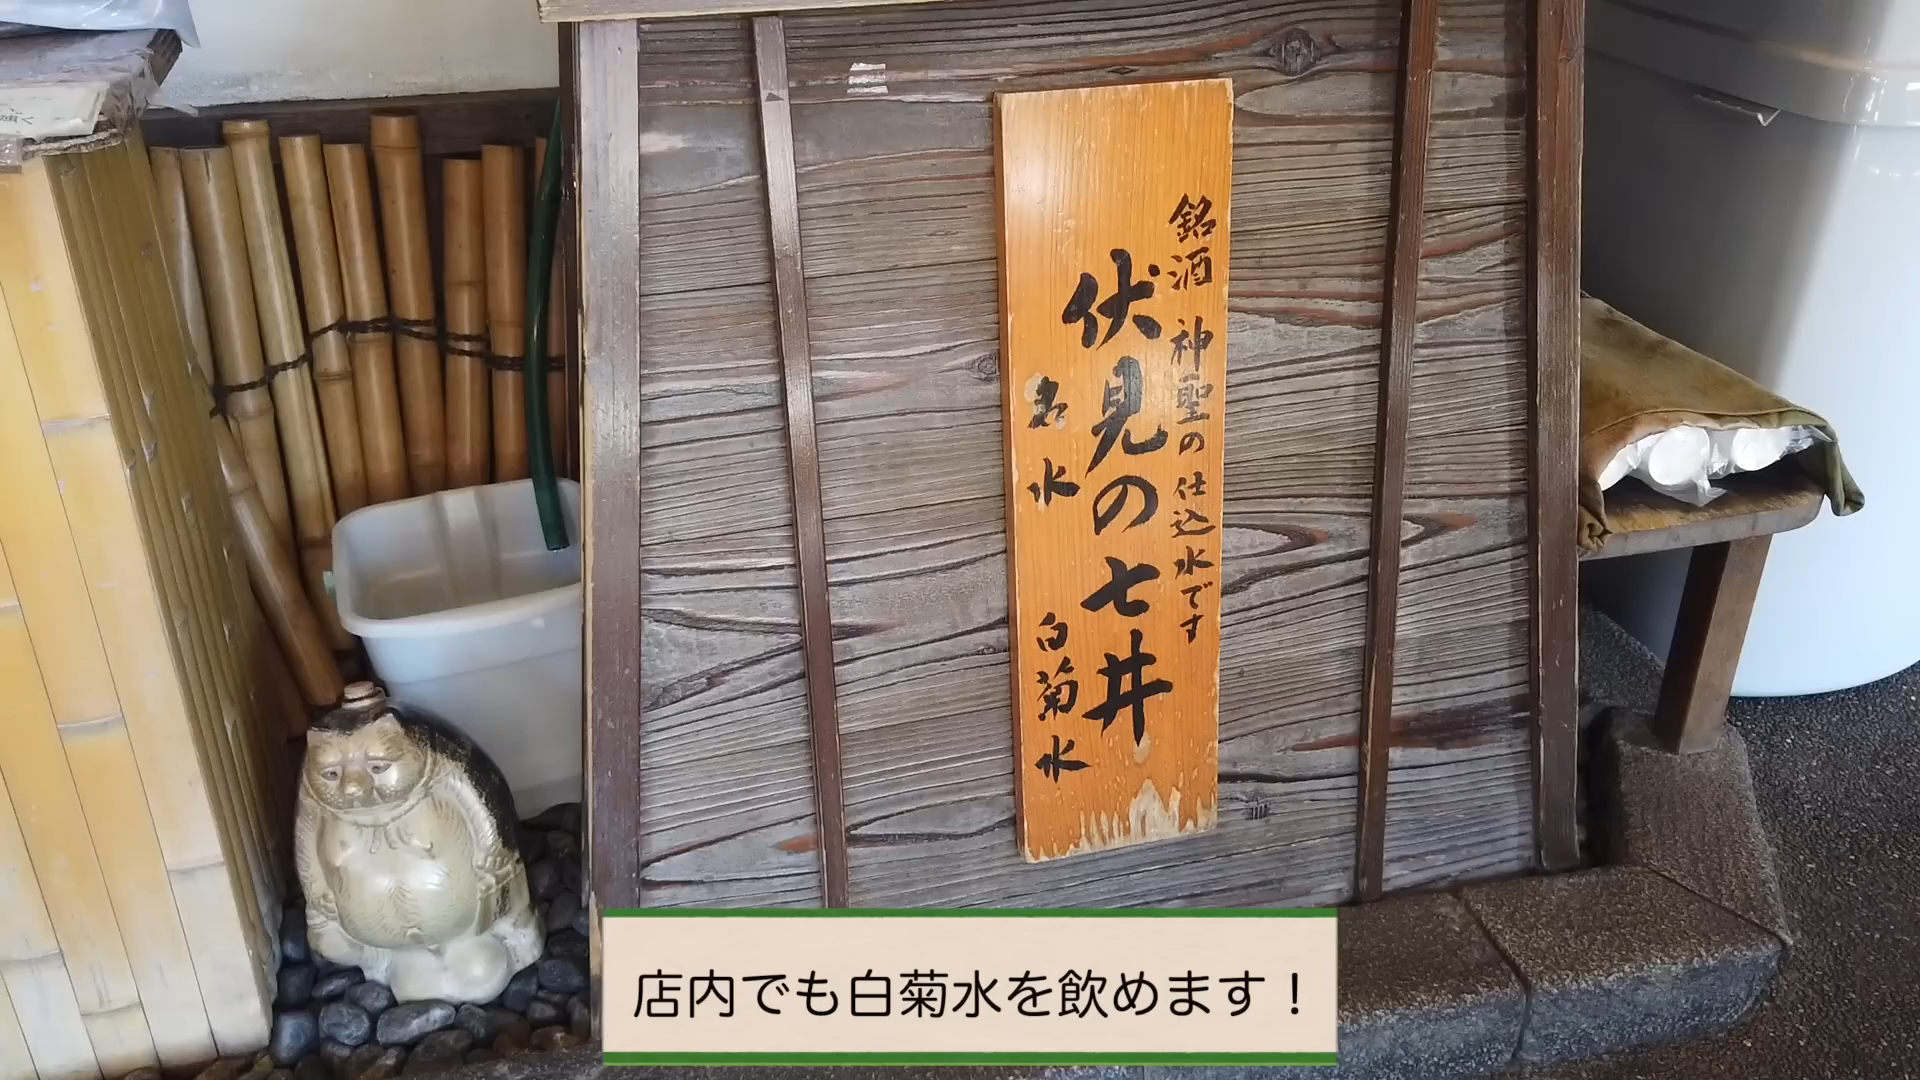 銘酒 神聖の仕込水です
伏見の七井
名水 白菊水
店内でも白菊水を飲めます！